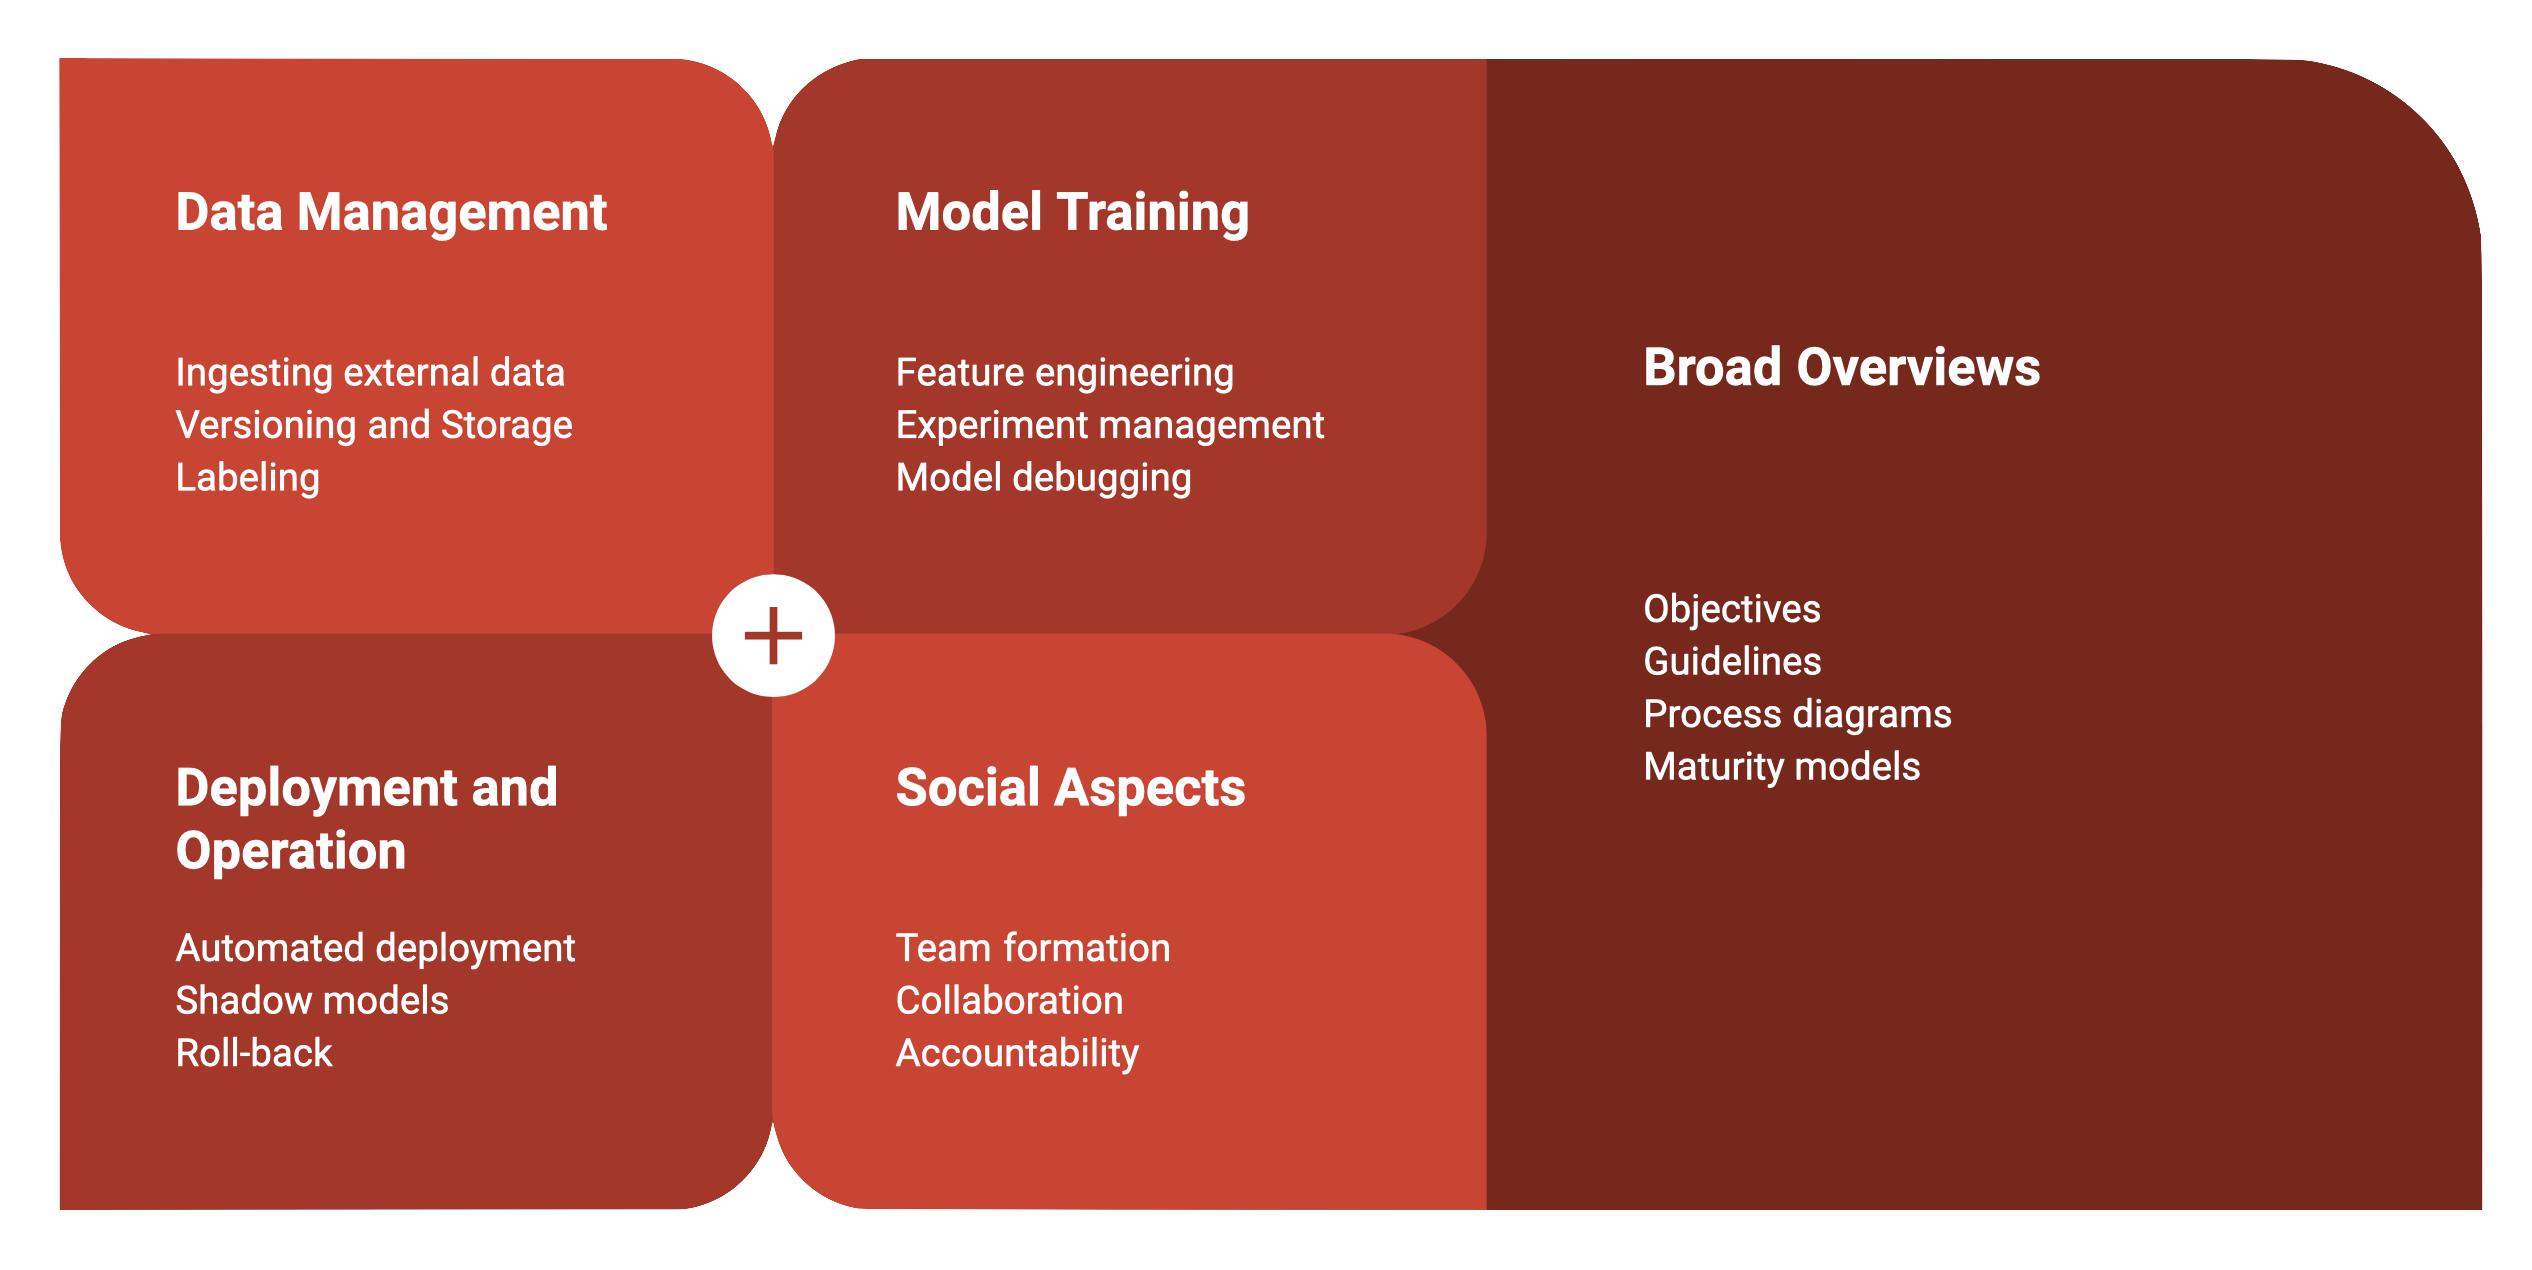 Data Management
Ingesting external data
Versioning and Storage
Labeling
Model Training
Feature engineering
Experiment management
Model debugging
Deployment and
Operation
Automated deployment
Shadow models
Roll-back
Social Aspects
Team formation
Collaboration
Accountability
Broad Overviews
Objectives
Guidelines
Process diagrams
Maturity models